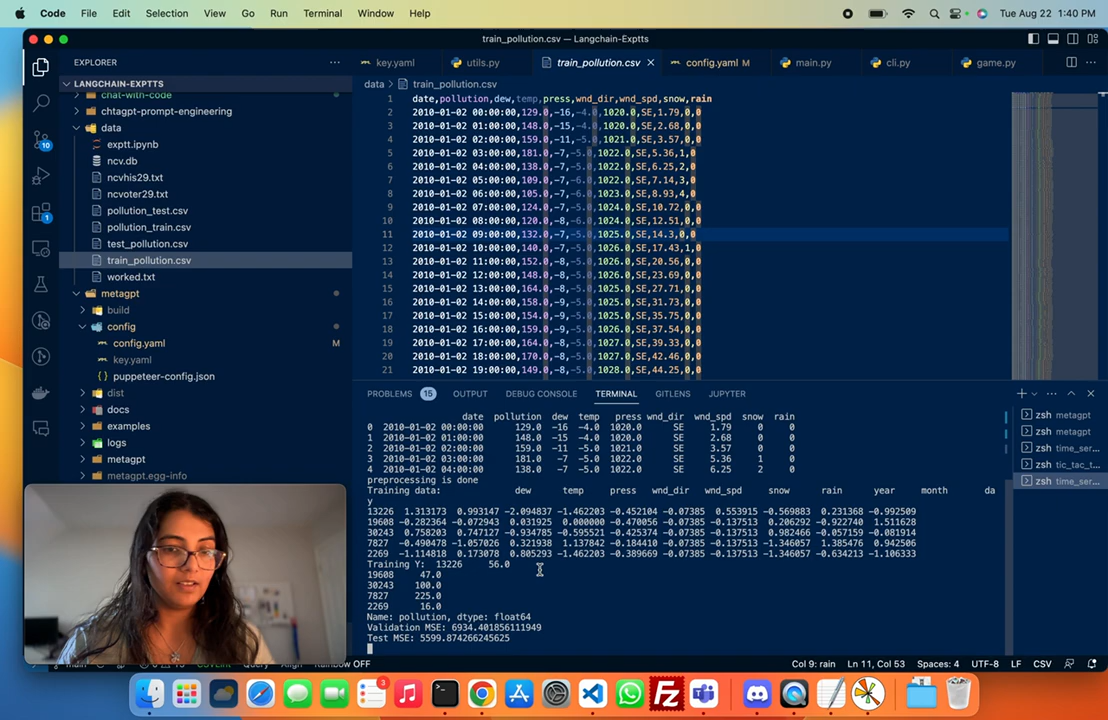 Code File Edit Selection View Go Run Terminal Window Help Tue Aug 22 1:40 PM
train_pollution.csv — Langchain-Exptts
EXPLORER
key.yaml utils.py train_pollution.csv config.yaml M main.py cli.py game.py
LANGCHAIN-EXPTTS
data > train_pollution.csv
chat-with-code
chtagpt-prompt-engineering
data
exptt.ipynb
ncv.db
ncvhis29.txt
ncvoter29.txt
pollution_test.csv
pollution_train.csv
test_pollution.csv
train_pollution.csv
worked.txt
metagpt
build
config
config.yaml M
key.yaml
puppeteer-config.json
dist
docs
examples
logs
metagpt
metagpt.egg-info
10
1
1 date,pollution,dew,temp,press,wnd_dir,wnd_spd,snow,rain
2 2010-01-02 00:00:00,129.0,-16,-4.0,1020.0,SE,1.79,0,0
3 2010-01-02 01:00:00,148.0,-15,-4.0,1020.0,SE,2.68,0,0
4 2010-01-02 02:00:00,159.0,-11,-5.0,1021.0,SE,3.57,0,0
5 2010-01-02 03:00:00,181.0,-7,-5.0,1022.0,SE,5.36,1,0
6 2010-01-02 04:00:00,138.0,-7,-5.0,1022.0,SE,6.25,2,0
7 2010-01-02 05:00:00,109.0,-7,-6.0,1022.0,SE,7.14,3,0
8 2010-01-02 06:00:00,105.0,-7,-6.0,1023.0,SE,8.93,4,0
9 2010-01-02 07:00:00,124.0,-7,-5.0,1024.0,SE,10.72,0,0
10 2010-01-02 08:00:00,120.0,-8,-6.0,1024.0,SE,12.51,0,0
11 2010-01-02 09:00:00,132.0,-7,-5.0,1025.0,SE,14.3,0,0
12 2010-01-02 10:00:00,140.0,-7,-5.0,1026.0,SE,17.43,1,0
13 2010-01-02 11:00:00,152.0,-8,-5.0,1026.0,SE,20.56,0,0
14 2010-01-02 12:00:00,148.0,-8,-5.0,1026.0,SE,23.69,0,0
15 2010-01-02 13:00:00,164.0,-8,-5.0,1025.0,SE,27.71,0,0
16 2010-01-02 14:00:00,158.0,-9,-5.0,1025.0,SE,31.73,0,0
17 2010-01-02 15:00:00,154.0,-9,-5.0,1025.0,SE,35.75,0,0
18 2010-01-02 16:00:00,159.0,-9,-5.0,1026.0,SE,37.54,0,0
19 2010-01-02 17:00:00,164.0,-8,-5.0,1027.0,SE,39.33,0,0
20 2010-01-02 18:00:00,170.0,-8,-5.0,1027.0,SE,42.46,0,0
21 2010-01-02 19:00:00,149.0,-8,-5.0,1028.0,SE,44.25,0,0
PROBLEMS 15 OUTPUT DEBUG CONSOLE TERMINAL GITLENS JUPYTER
date pollution dew temp press wnd_dir wnd_spd snow rain
0 2010-01-02 00:00:00 129.0 -16 -4.0 1020.0 SE 1.79 0 0
1 2010-01-02 01:00:00 148.0 -15 -4.0 1020.0 SE 2.68 0 0
2 2010-01-02 02:00:00 159.0 -11 -5.0 1021.0 SE 3.57 0 0
3 2010-01-02 03:00:00 181.0 -7 -5.0 1022.0 SE 5.36 1 0
4 2010-01-02 04:00:00 138.0 -7 -5.0 1022.0 SE 6.25 2 0
preprocessing is done
Training data: dew temp press wnd_dir wnd_spd snow rain year month da
y
13226 1.313173 0.993147 -2.094837 -1.462203 -0.452104 -0.07385 0.553915 -0.569883 0.231368 -0.992509
19608 -0.282364 -0.072943 0.031925 0.000000 -0.470056 -0.07385 -0.137513 0.206292 -0.922740 1.511628
30243 0.758203 0.747127 -0.934785 -0.595521 -0.425374 -0.07385 -0.137513 0.982466 -0.057159 -0.081914
7827 -0.490478 -1.057026 0.321938 1.137842 -0.184410 -0.07385 -0.137513 -1.346057 1.385476 0.942506
2269 -1.114818 0.173078 0.805293 -1.462203 -0.389669 -0.07385 -0.137513 -1.346057 -0.634213 -1.106333
Training Y: 13226 56.0
19608 47.0
30243 100.0
7827 225.0
2269 16.0
Name: pollution, dtype: float64
Validation MSE: 6934.401856111949
Test MSE: 5599.874266245625
zsh metagpt
zsh metagpt
zsh time_ser...
zsh tic_tac_t...
zsh time_ser...
Query Align Rainbow OFF Col 9: rain Ln 11, Col 53 Spaces: 4 UTF-8 LF CSV
3
Fz